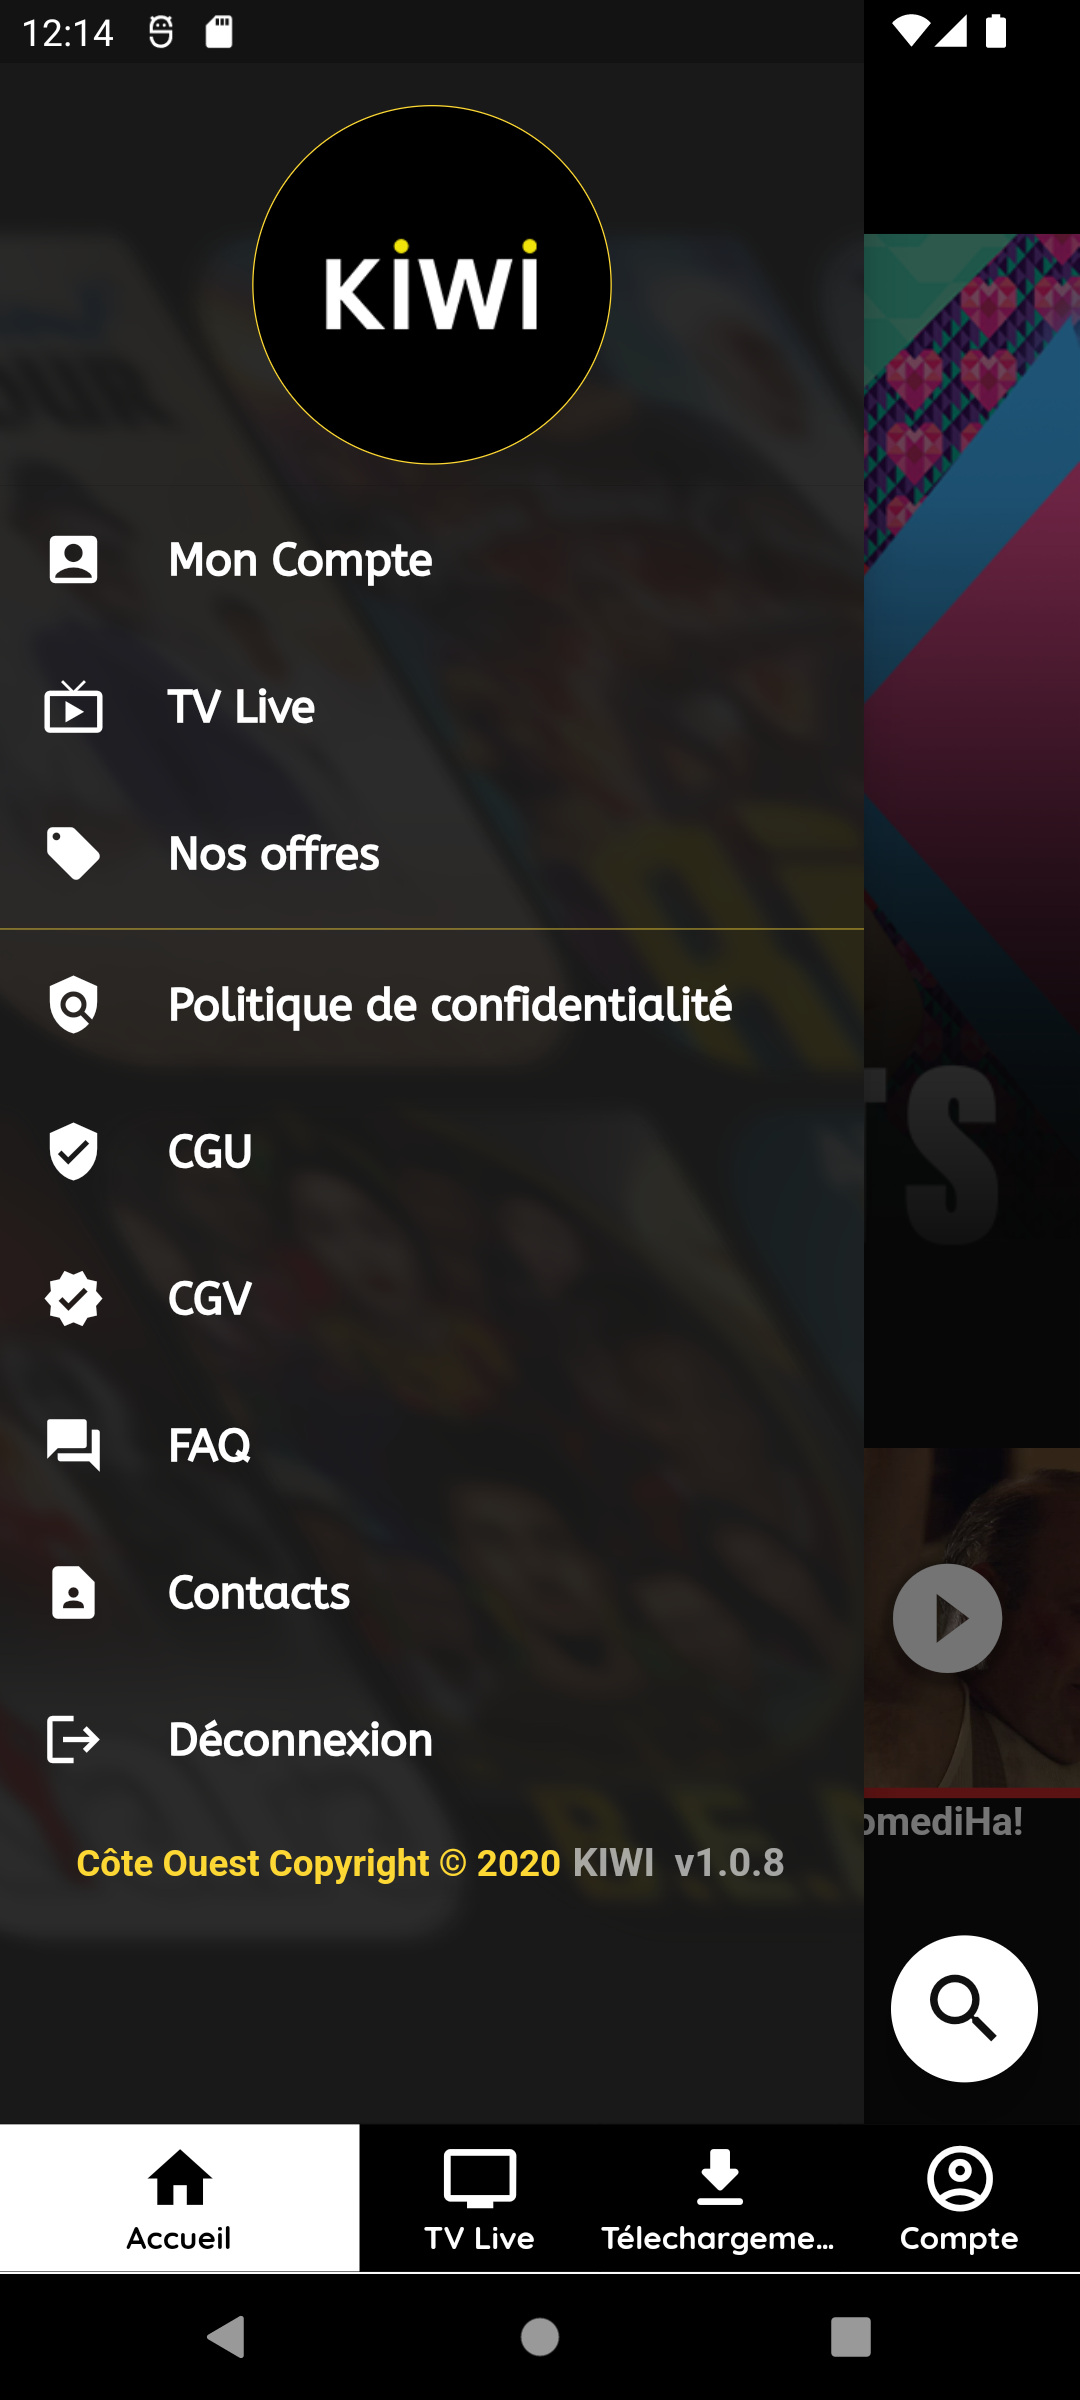 12:14
KiWi
Mon Compte
TV Live
Nos offres
Politique de confidentialité
CGU
CGV
FAQ
Contacts
Déconnexion
Côte Ouest Copyright © 2020 KIWI v1.0.8
TS
omediHa!
Accueil
TV Live
Télechargeme...
Compte